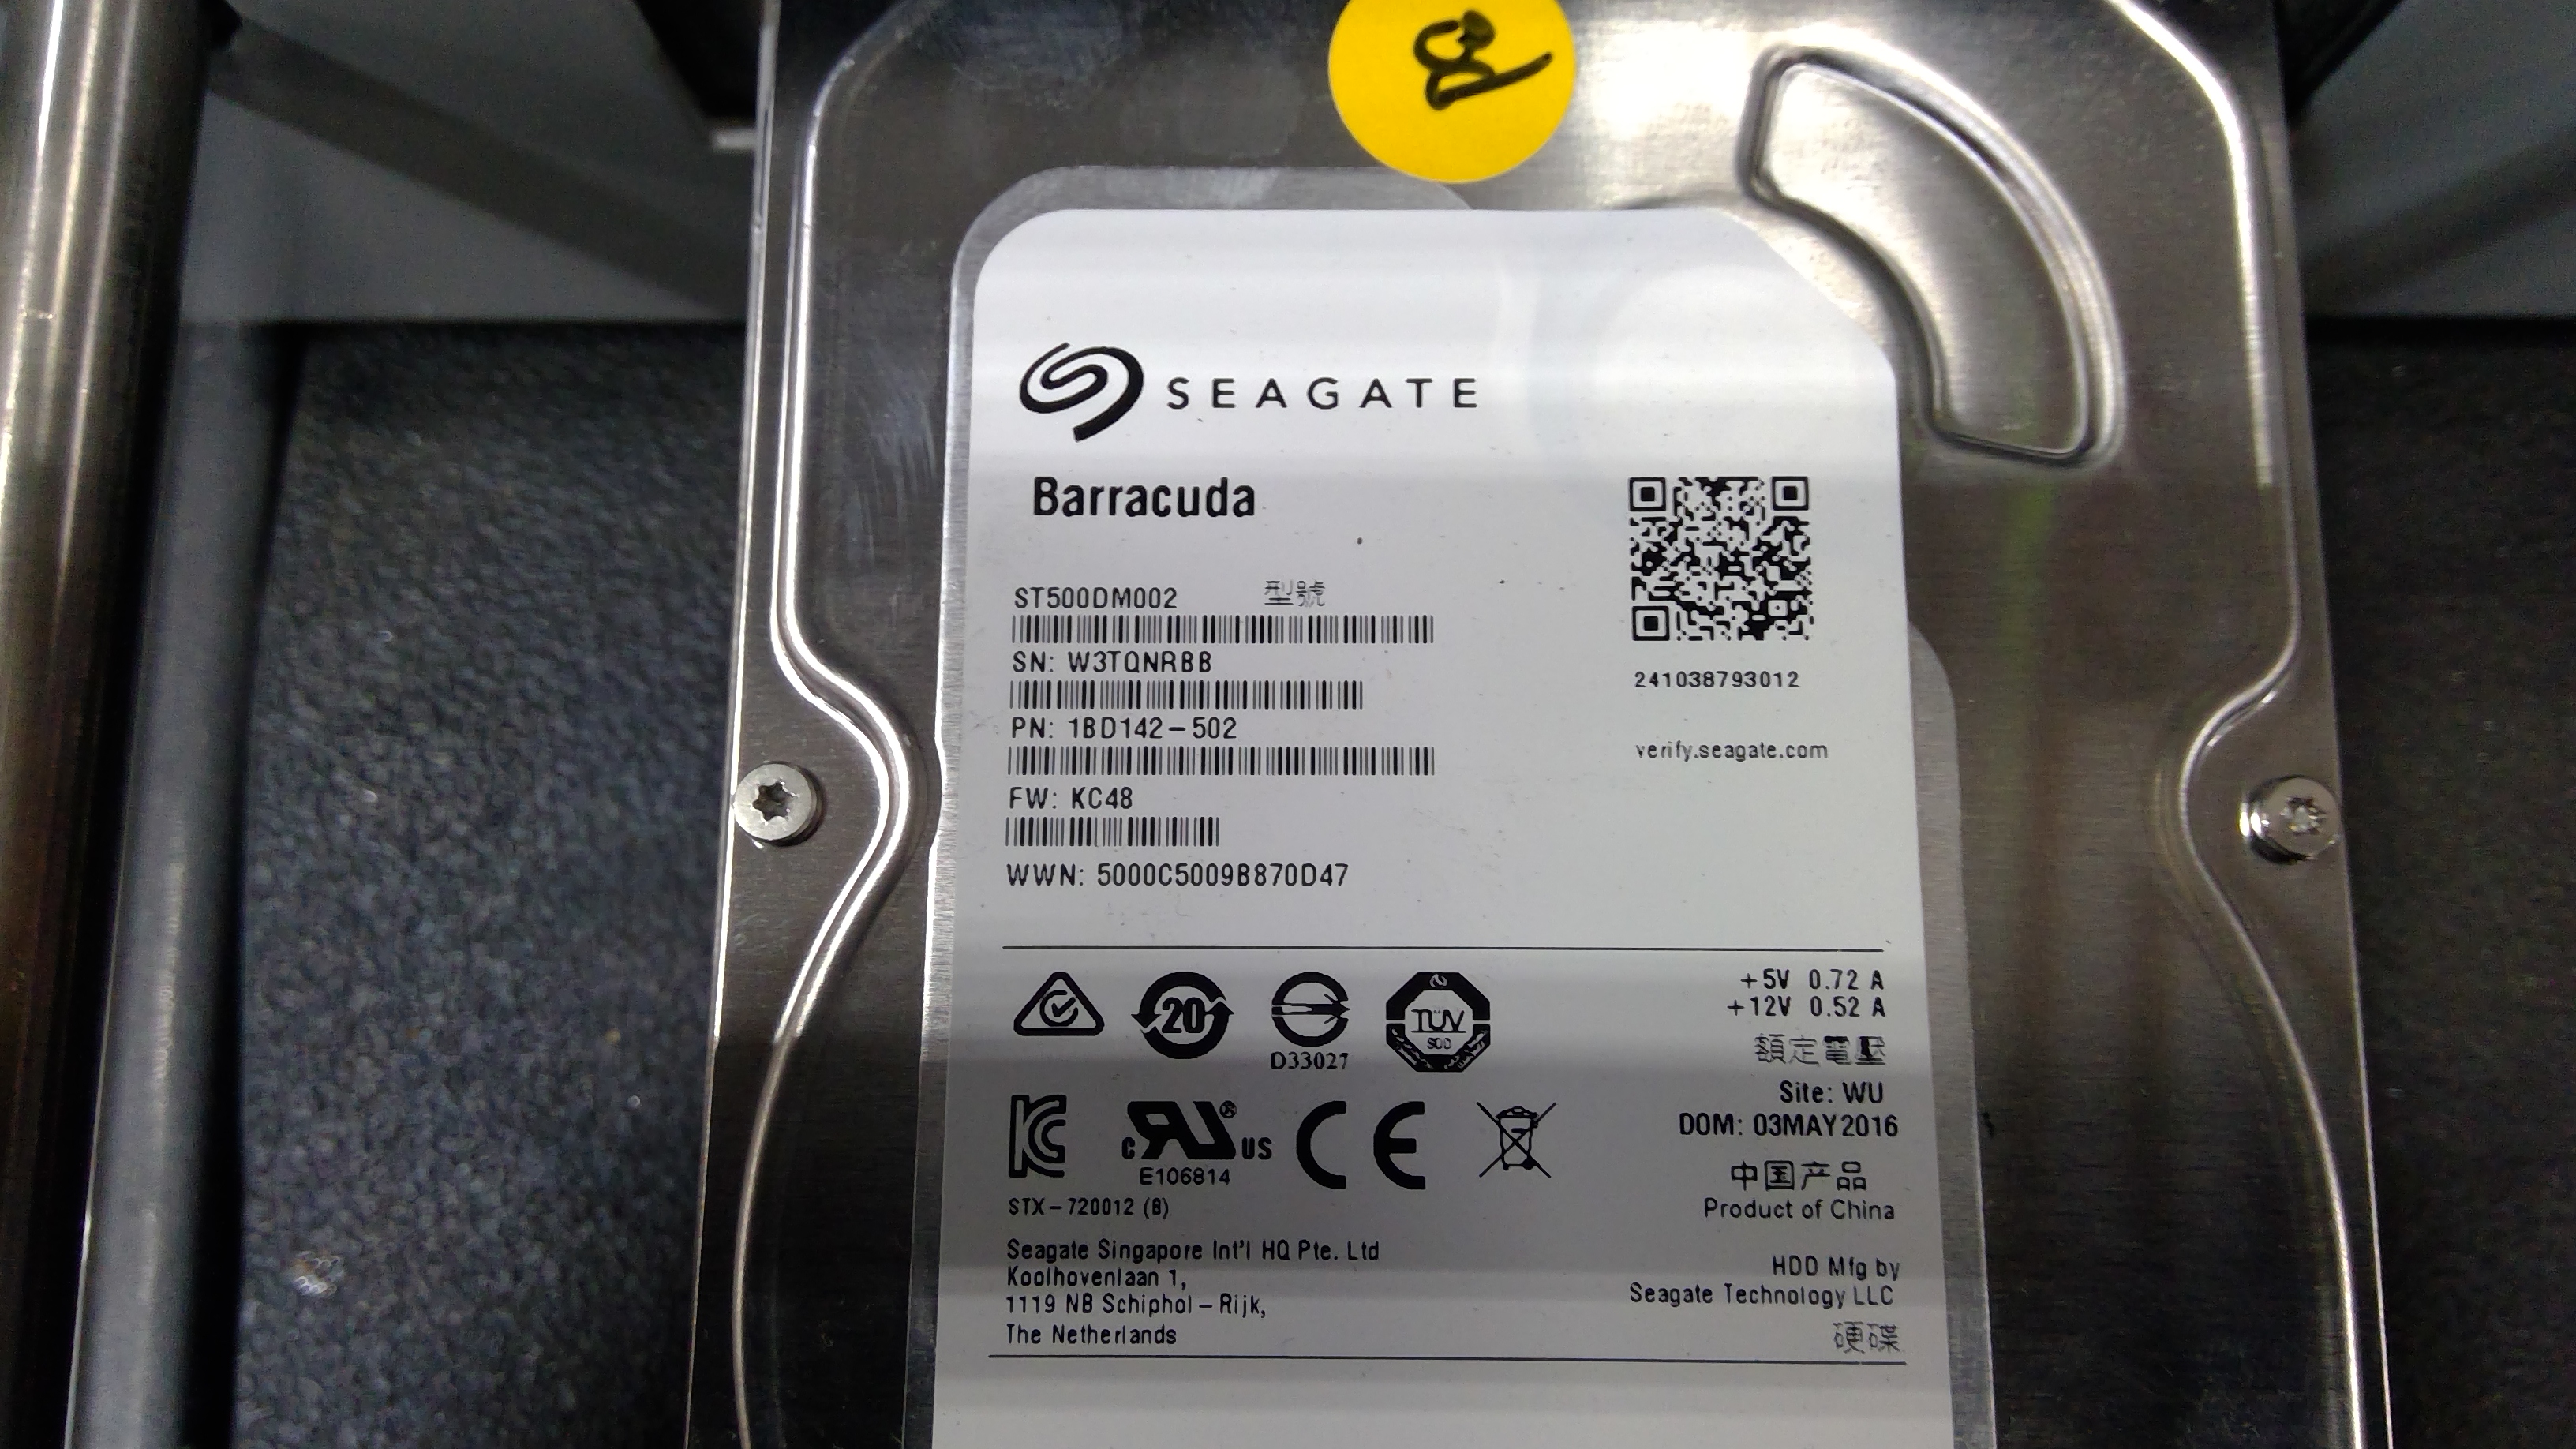 SEAGATE
Barracuda
ST500DM002 型號
SN: W3TQNRBB
PN: 1BD142-502
FW: KC48
WWN: 5000C5009B870D47
241038793012
verify.seagate.com
20
D33027
TÜV
SÜD
+5V 0.72 A
+12V 0.52 A
額定電壓
Site: WU
DOM: 03MAY2016
中国产品
Product of China
c US
E106814
CE
STX-720012 (B)
Seagate Singapore Int'l HQ Pte. Ltd
Koolhovenlaan 1,
1119 NB Schiphol-Rijk,
The Netherlands
HDD Mfg by
Seagate Technology LLC
硬碟